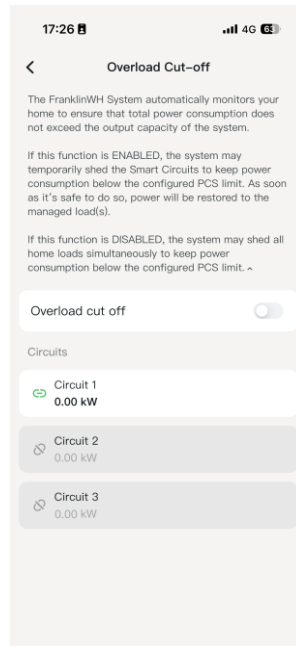 17:26 4G 63
Overload Cut-off
The FranklinWH System automatically monitors your
home to ensure that total power consumption does
not exceed the output capacity of the system.
If this function is ENABLED, the system may
temporarily shed the Smart Circuits to keep power
consumption below the configured PCS limit. As soon
as it's safe to do so, power will be restored to the
managed load(s).
If this function is DISABLED, the system may shed all
home loads simultaneously to keep power
consumption below the configured PCS limit.
Overload cut off
Circuits
Circuit 1
0.00 kW
Circuit 2
0.00 kW
Circuit 3
0.00 kW